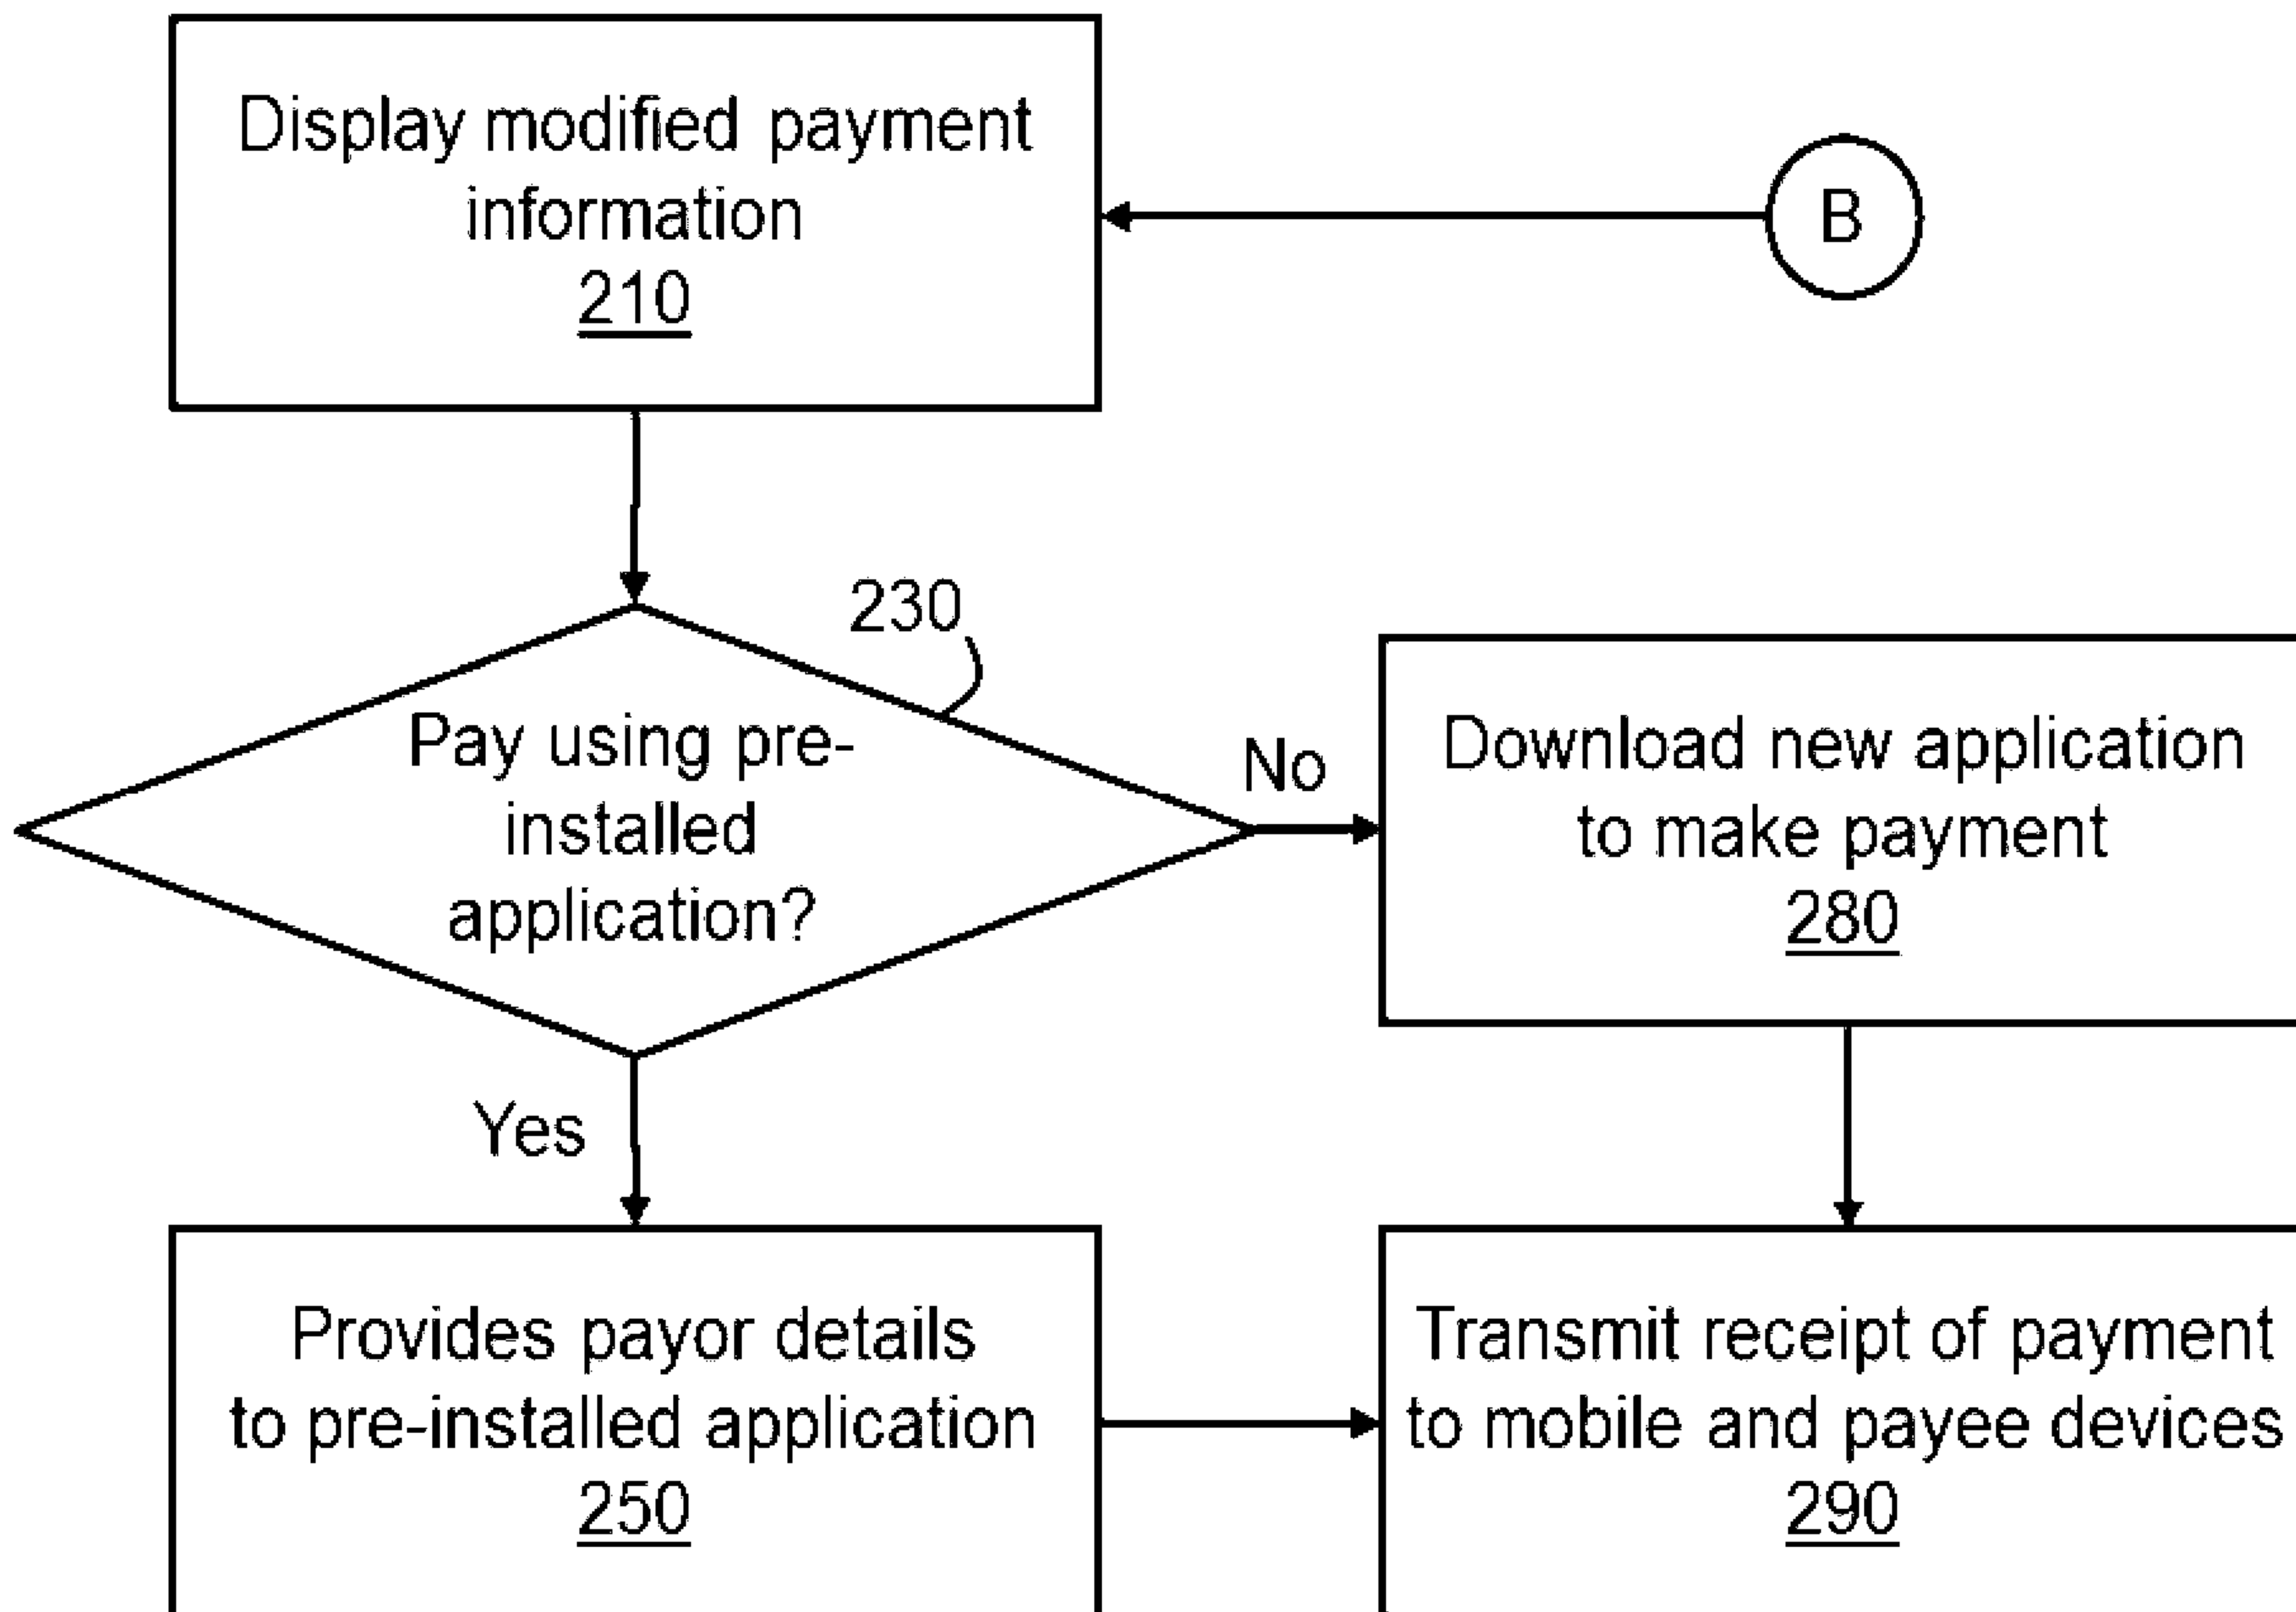 Display modified payment
information
210
B
230
Pay using pre-
installed
application?
No
Download new application
to make payment
280
Yes
Provides payor details
to pre-installed application
250
Transmit receipt of payment
to mobile and payee devices
290